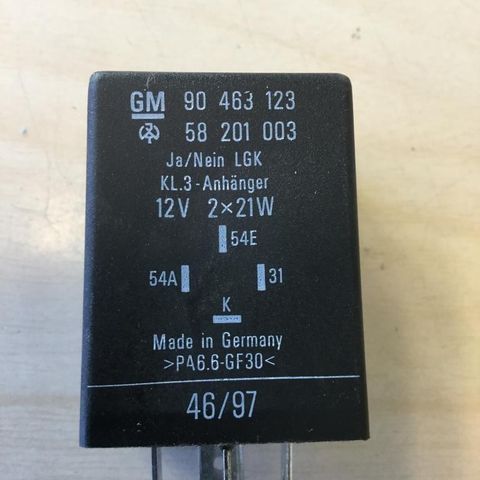 GM 90 463 123
58 201 003
Ja/Nein LGK
KL.3-Anhänger
12V 2×21W
54E
54A 31
K
Made in Germany
>PA6.6-GF30<
46/97